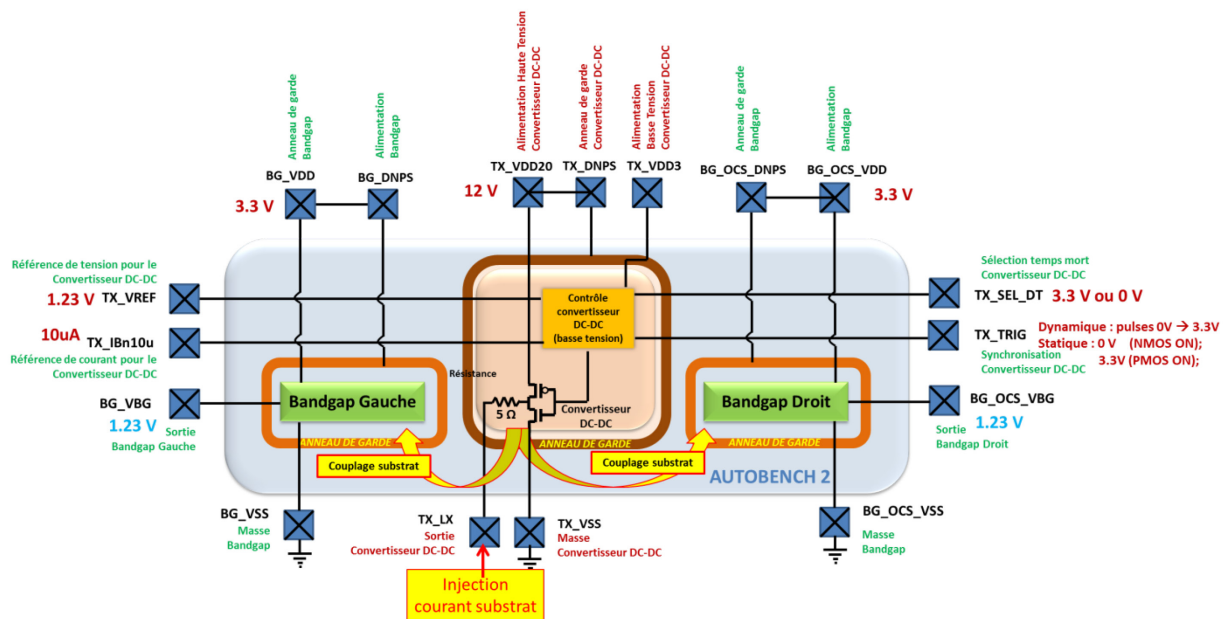 Anneau de garde
Bandgap
Alimentation
Bandgap
Alimentation Haute Tension
Convertisseur DC-DC
Anneau de garde
Convertisseur DC-DC
Alimentation
Basse Tension
Convertisseur DC-DC
Anneau de garde
Bandgap
Alimentation
Bandgap
BG_VDD
BG_DNPS
TX_VDD20
TX_DNPS
TX_VDD3
BG_OCS_DNPS
BG_OCS_VDD
3.3 V
12 V
3.3 V
Référence de tension pour le
Convertisseur DC-DC
1.23 V TX_VREF
10uA
TX_IBn10u
Référence de courant pour le
Convertisseur DC-DC
BG_VBG
1.23 V
Sortie
Bandgap Gauche
Contrôle
convertisseur
DC-DC
(basse tension)
Sélection temps mort
Convertisseur DC-DC
TX_SEL_DT 3.3 V ou 0 V
TX_TRIG
Dynamique : pulses 0V → 3.3V
Statique : 0 V (NMOS ON);
3.3V (PMOS ON);
Synchronisation
Convertisseur DC-DC
BG_OCS_VBG
1.23 V
Sortie
Bandgap Droit
Résistance
5 Ω
Convertisseur
DC-DC
Bandgap Gauche
Bandgap Droit
ANNEAU DE GARDE
ANNEAU DE GARDE
ANNEAU DE GARDE
Couplage substrat
Couplage substrat
AUTOBENCH 2
BG_VSS
Masse
Bandgap
TX_LX
Sortie
Convertisseur DC-DC
TX_VSS
Masse
Convertisseur DC-DC
BG_OCS_VSS
Masse
Bandgap
Injection
courant substrat